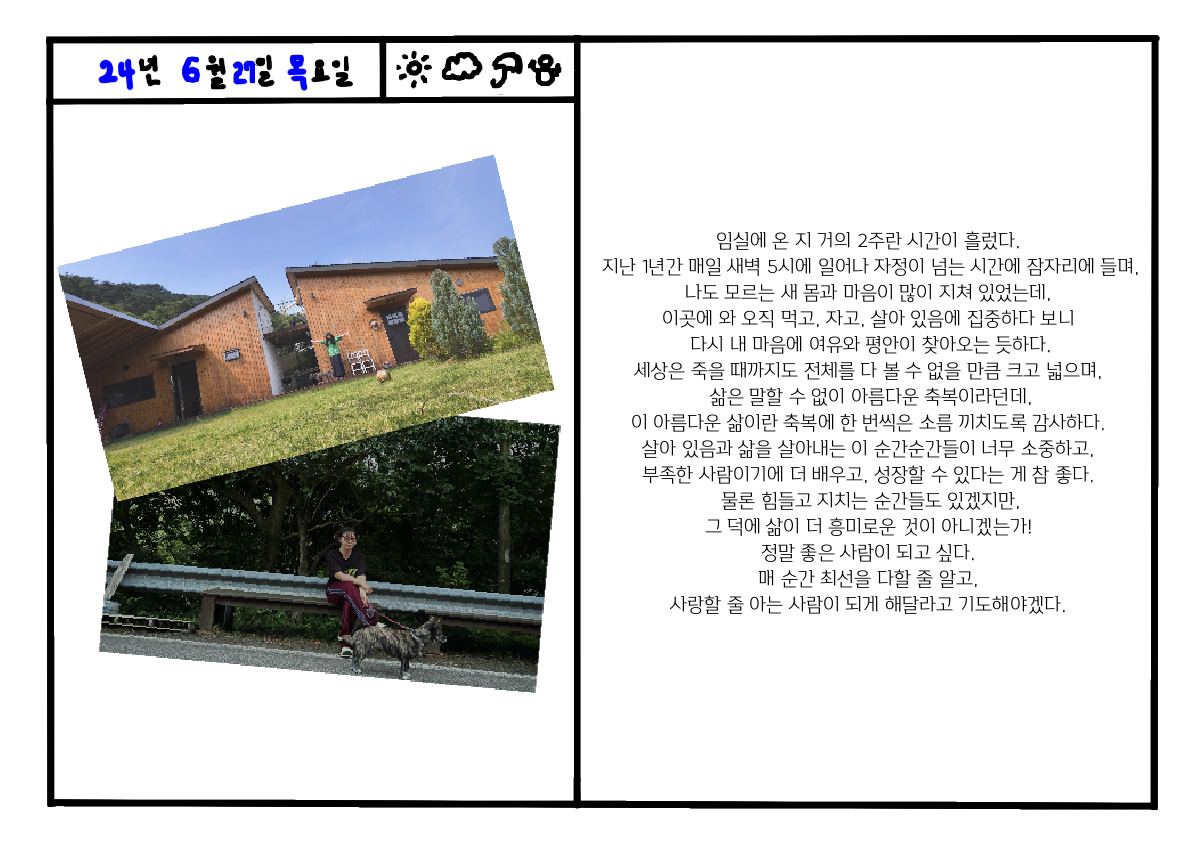 24년 6월 27일 목요일
임실에 온 지 거의 2주란 시간이 흘렀다.
지난 1년간 매일 새벽 5시에 일어나 자정이 넘는 시간에 잠자리에 들며,
나도 모르는 새 몸과 마음이 많이 지쳐 있었는데,
이곳에 와 오직 먹고, 자고, 살아 있음에 집중하다 보니
다시 내 마음에 여유와 평안이 찾아오는 듯하다.
세상은 죽을 때까지도 전체를 다 볼 수 없을 만큼 크고 넓으며,
삶은 말할 수 없이 아름다운 축복이라던데,
이 아름다운 삶이란 축복에 한 번씩은 소름 끼치도록 감사하다.
살아 있음과 삶을 살아내는 이 순간순간들이 너무 소중하고,
부족한 사람이기에 더 배우고, 성장할 수 있다는 게 참 좋다.
물론 힘들고 지치는 순간들도 있겠지만,
그 덕에 삶이 더 흥미로운 것이 아니겠는가!
정말 좋은 사람이 되고 싶다.
매 순간 최선을 다할 줄 알고,
사랑할 줄 아는 사람이 되게 해달라고 기도해야겠다.